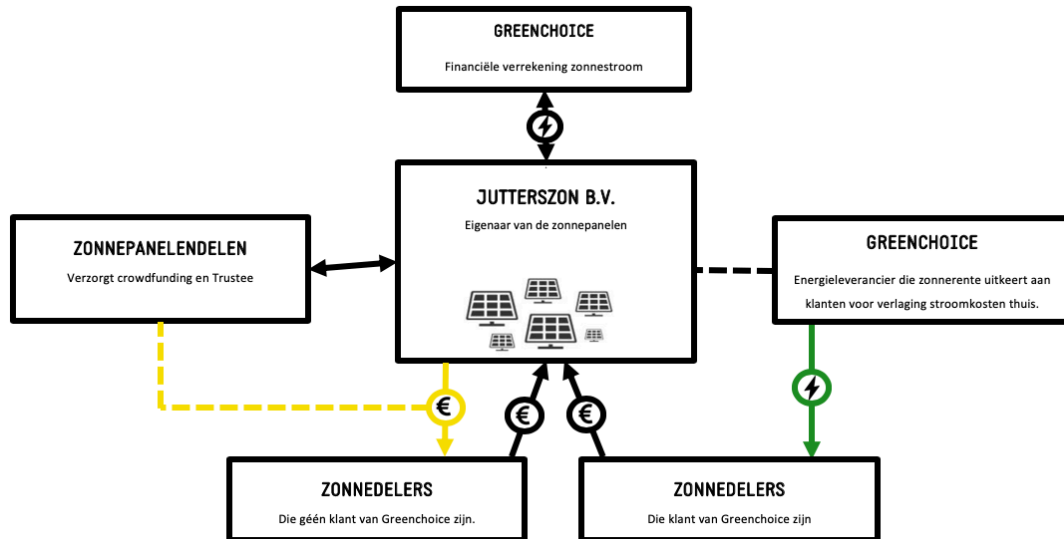 GREENCHOICE
Financiële verrekening zonnestroom
JUTTERSZON B.V.
Eigenaar van de zonnepanelen
ZONNEPANELENDELEN
Verzorgt crowdfunding en Trustee
GREENCHOICE
Energieleverancier die zonnerente uitkeert aan
klanten voor verlaging stroomkosten thuis.
€
€
€
ZONNEDELERS
Die géén klant van Greenchoice zijn.
ZONNEDELERS
Die klant van Greenchoice zijn